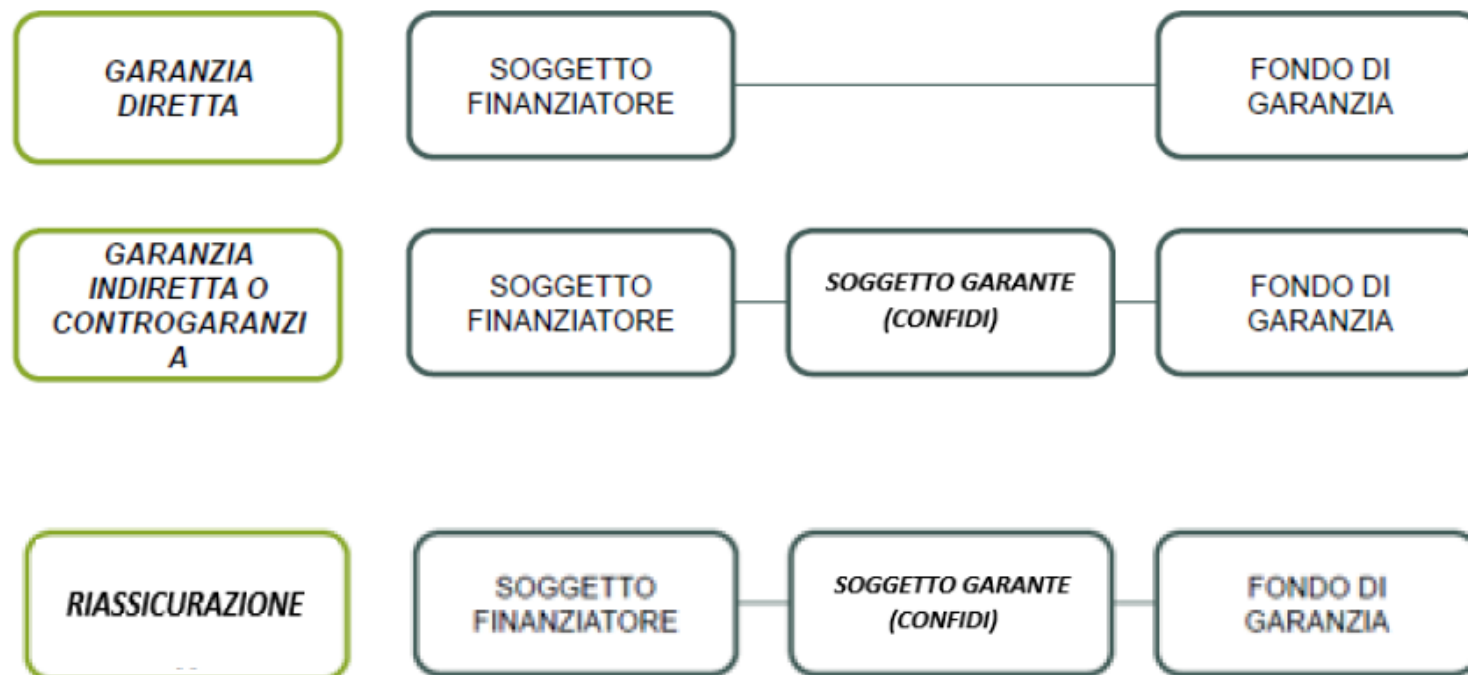 GARANZIA
DIRETTA
SOGGETTO
FINANZIATORE
FONDO DI
GARANZIA
GARANZIA
INDIRETTA O
CONTROGARANZI
A
SOGGETTO
FINANZIATORE
SOGGETTO GARANTE
(CONFIDI)
FONDO DI
GARANZIA
RIASSICURAZIONE
SOGGETTO
FINANZIATORE
SOGGETTO GARANTE
(CONFIDI)
FONDO DI
GARANZIA